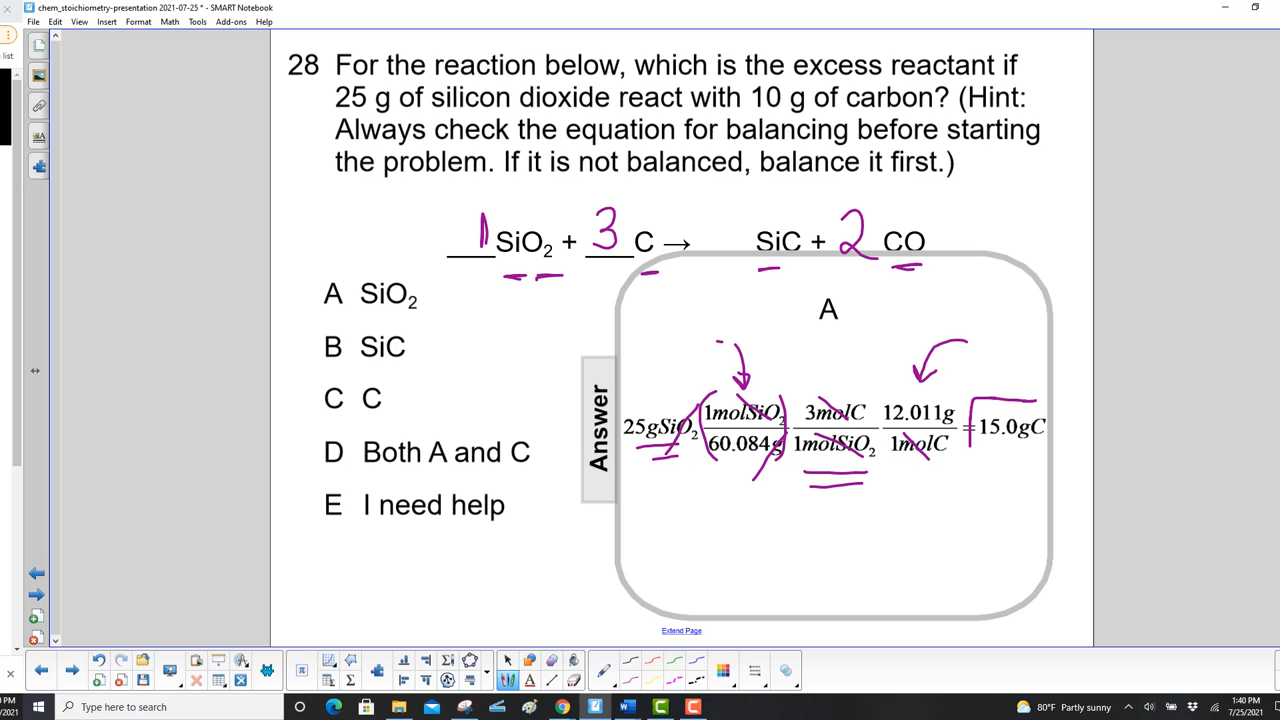 chem_stoichiometry-presentation 2021-07-25 * - SMART Notebook
File Edit View Insert Format Math Tools Add-ons Help
list
28 For the reaction below, which is the excess reactant if
25 g of silicon dioxide react with 10 g of carbon? (Hint:
Always check the equation for balancing before starting
the problem. If it is not balanced, balance it first.)
1 SiO₂ + 3 C → SiC + 2 CO
A SiO₂
B SiC
C C
D Both A and C
E I need help
Answer
A
25gSiO₂ (1molSiO₂ / 60.084g) 3molC / 1molSiO₂ 12.011g / 1molC = 15.0gC
Extend Page
Type here to search
80°F Partly sunny
1:40 PM
7/25/2021